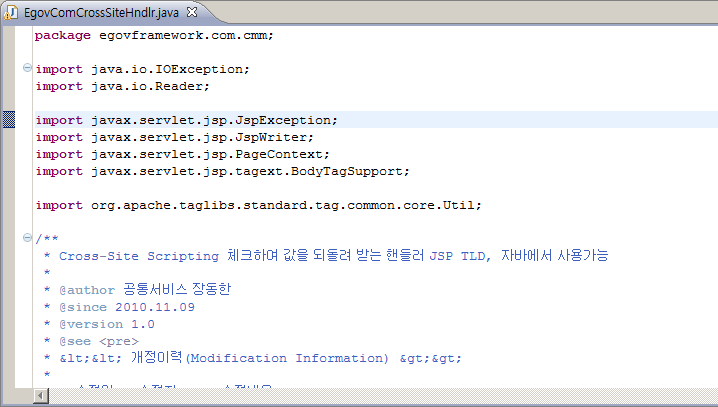 EgovComCrossSiteHndlr.java
package egovframework.com.cmm;
import java.io.IOException;
import java.io.Reader;
import javax.servlet.jsp.JspException;
import javax.servlet.jsp.JspWriter;
import javax.servlet.jsp.PageContext;
import javax.servlet.jsp.tagext.BodyTagSupport;
import org.apache.taglibs.standard.tag.common.core.Util;
/**
* Cross-Site Scripting 체크하여 값을 되돌려 받는 핸들러 JSP TLD, 자바에서 사용가능
*
* @author 공통서비스 장동한
* @since 2010.11.09
* @version 1.0
* @see <pre>
* &lt;&lt; 개정이력(Modification Information) &gt;&gt;
*